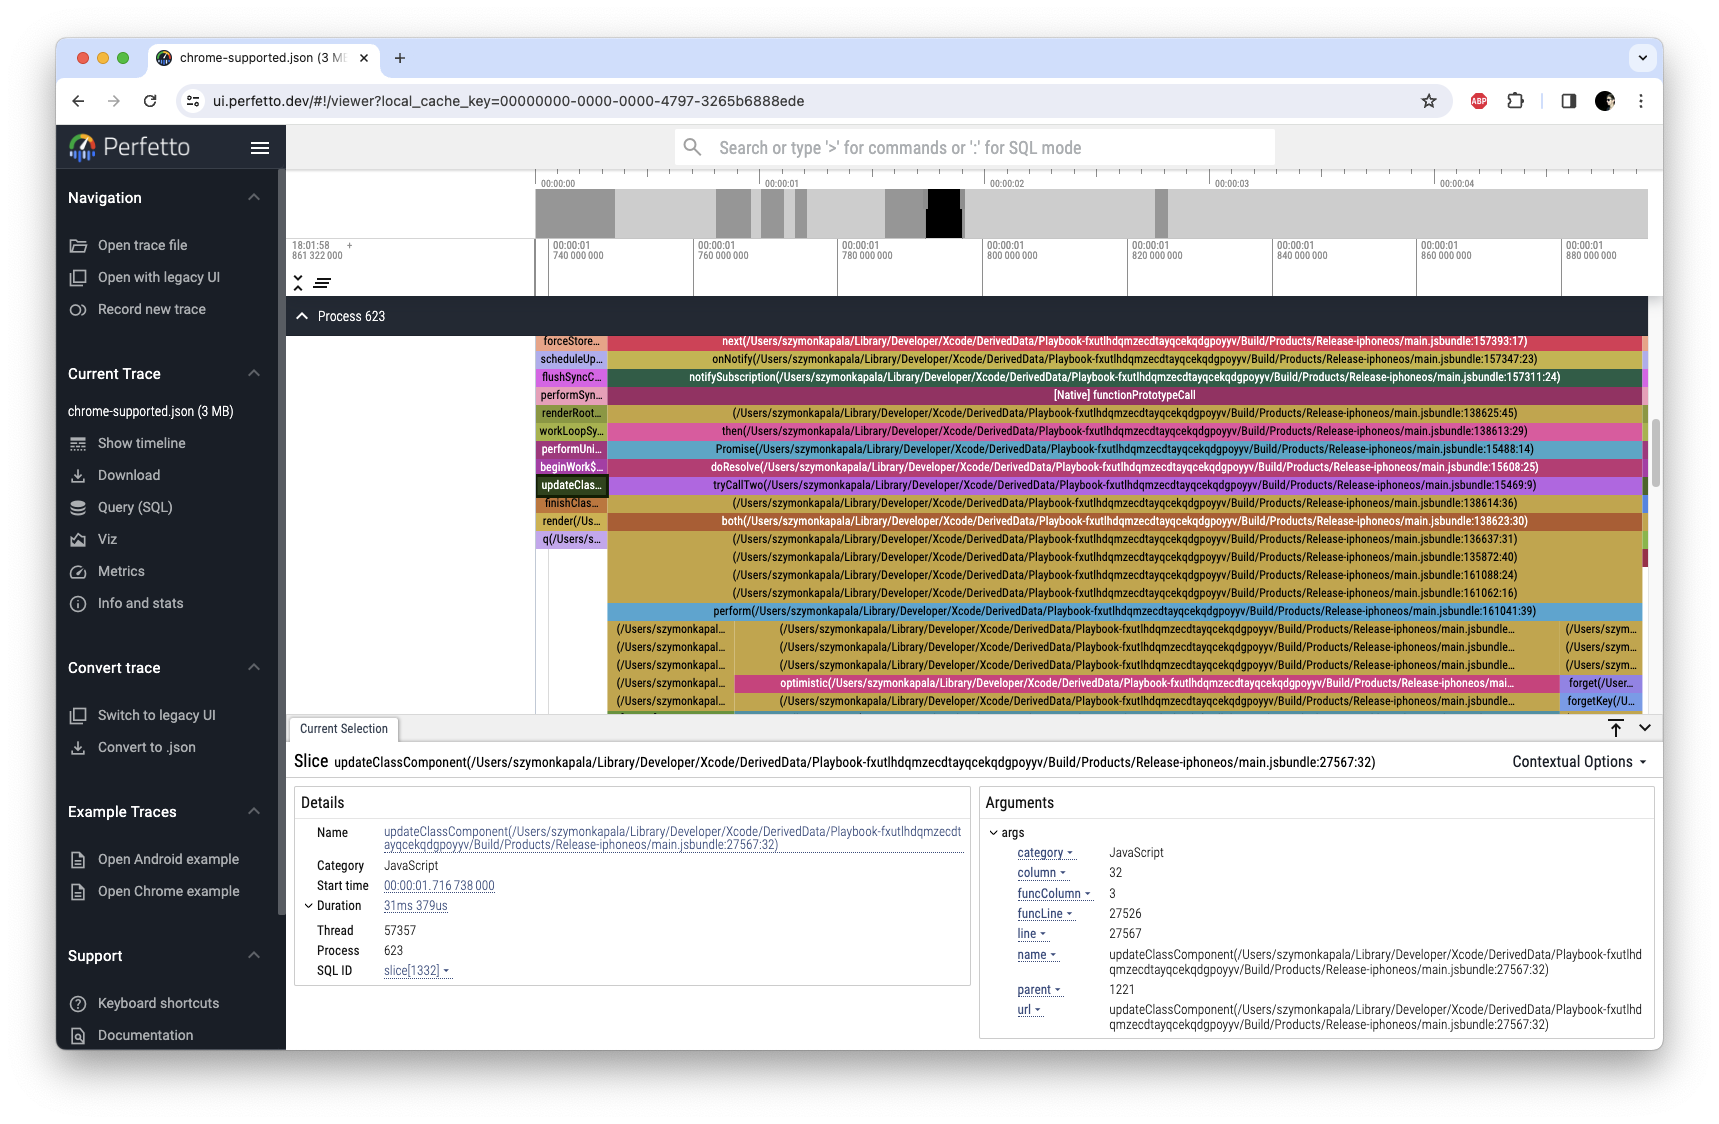 chrome-supported.json (3 ME
ui.perfetto.dev/#!/viewer?local_cache_key=00000000-0000-0000-4797-3265b6888ede
ABP
Perfetto
Search or type '>' for commands or ':' for SQL mode
Navigation
Open trace file
Open with legacy UI
Record new trace
Current Trace
chrome-supported.json (3 MB)
Show timeline
Download
Query (SQL)
Viz
Metrics
Info and stats
Convert trace
Switch to legacy UI
Convert to .json
Example Traces
Open Android example
Open Chrome example
Support
Keyboard shortcuts
Documentation
00:00:00 00:00:01 00:00:02 00:00:03 00:00:04
18:01:58 + 00:00:01 00:00:01 00:00:01 00:00:01 00:00:01 00:00:01 00:00:01 00:00:01
861 322 000 740 000 000 760 000 000 780 000 000 800 000 000 820 000 000 840 000 000 860 000 000 880 000 000
Process 623
forceStore... next(/Users/szymonkapala/Library/Developer/Xcode/DerivedData/Playbook-fxutlhdqmzecdtayqcekqdgpoyyv/Build/Products/Release-iphoneos/main.jsbundle:157393:17)
scheduleUp... onNotify(/Users/szymonkapala/Library/Developer/Xcode/DerivedData/Playbook-fxutlhdqmzecdtayqcekqdgpoyyv/Build/Products/Release-iphoneos/main.jsbundle:157347:23)
flushSyncC... notifySubscription(/Users/szymonkapala/Library/Developer/Xcode/DerivedData/Playbook-fxutlhdqmzecdtayqcekqdgpoyyv/Build/Products/Release-iphoneos/main.jsbundle:157311:24)
performSyn... [Native] functionPrototypeCall
renderRoot... (/Users/szymonkapala/Library/Developer/Xcode/DerivedData/Playbook-fxutlhdqmzecdtayqcekqdgpoyyv/Build/Products/Release-iphoneos/main.jsbundle:138625:45)
workLoopSy... then(/Users/szymonkapala/Library/Developer/Xcode/DerivedData/Playbook-fxutlhdqmzecdtayqcekqdgpoyyv/Build/Products/Release-iphoneos/main.jsbundle:138613:29)
performUni... Promise(/Users/szymonkapala/Library/Developer/Xcode/DerivedData/Playbook-fxutlhdqmzecdtayqcekqdgpoyyv/Build/Products/Release-iphoneos/main.jsbundle:15488:14)
beginWork$... doResolve(/Users/szymonkapala/Library/Developer/Xcode/DerivedData/Playbook-fxutlhdqmzecdtayqcekqdgpoyyv/Build/Products/Release-iphoneos/main.jsbundle:15608:25)
updateClas... tryCallTwo(/Users/szymonkapala/Library/Developer/Xcode/DerivedData/Playbook-fxutlhdqmzecdtayqcekqdgpoyyv/Build/Products/Release-iphoneos/main.jsbundle:15469:9)
finishClas... (/Users/szymonkapala/Library/Developer/Xcode/DerivedData/Playbook-fxutlhdqmzecdtayqcekqdgpoyyv/Build/Products/Release-iphoneos/main.jsbundle:138614:36)
render(/Us... both(/Users/szymonkapala/Library/Developer/Xcode/DerivedData/Playbook-fxutlhdqmzecdtayqcekqdgpoyyv/Build/Products/Release-iphoneos/main.jsbundle:138623:30)
q(/Users/s... (/Users/szymonkapala/Library/Developer/Xcode/DerivedData/Playbook-fxutlhdqmzecdtayqcekqdgpoyyv/Build/Products/Release-iphoneos/main.jsbundle:136637:31)
(/Users/szymonkapala/Library/Developer/Xcode/DerivedData/Playbook-fxutlhdqmzecdtayqcekqdgpoyyv/Build/Products/Release-iphoneos/main.jsbundle:135872:40)
(/Users/szymonkapala/Library/Developer/Xcode/DerivedData/Playbook-fxutlhdqmzecdtayqcekqdgpoyyv/Build/Products/Release-iphoneos/main.jsbundle:161088:24)
(/Users/szymonkapala/Library/Developer/Xcode/DerivedData/Playbook-fxutlhdqmzecdtayqcekqdgpoyyv/Build/Products/Release-iphoneos/main.jsbundle:161062:16)
perform(/Users/szymonkapala/Library/Developer/Xcode/DerivedData/Playbook-fxutlhdqmzecdtayqcekqdgpoyyv/Build/Products/Release-iphoneos/main.jsbundle:161041:39)
(/Users/szymonkapal... (/Users/szymonkapala/Library/Developer/Xcode/DerivedData/Playbook-fxutlhdqmzecdtayqcekqdgpoyyv/Build/Products/Release-iphoneos/main.jsbundle... (/Users/szym...
(/Users/szymonkapal... (/Users/szymonkapala/Library/Developer/Xcode/DerivedData/Playbook-fxutlhdqmzecdtayqcekqdgpoyyv/Build/Products/Release-iphoneos/main.jsbundle... (/Users/szym...
(/Users/szymonkapal... (/Users/szymonkapala/Library/Developer/Xcode/DerivedData/Playbook-fxutlhdqmzecdtayqcekqdgpoyyv/Build/Products/Release-iphoneos/main.jsbundle... (/Users/szym...
(/Users/szymonkapal... optimistic(/Users/szymonkapala/Library/Developer/Xcode/DerivedData/Playbook-fxutlhdqmzecdtayqcekqdgpoyyv/Build/Products/Release-iphoneos/mai... forget(/User...
(/Users/szymonkapal... (/Users/szymonkapala/Library/Developer/Xcode/DerivedData/Playbook-fxutlhdqmzecdtayqcekqdgpoyyv/Build/Products/Release-iphoneos/main.jsbundle... forgetKey(/U...
Current Selection
Slice updateClassComponent(/Users/szymonkapala/Library/Developer/Xcode/DerivedData/Playbook-fxutlhdqmzecdtayqcekqdgpoyyv/Build/Products/Release-iphoneos/main.jsbundle:27567:32) Contextual Options
Details
Name updateClassComponent(/Users/szymonkapala/Library/Developer/Xcode/DerivedData/Playbook-fxutlhdqmzecdt
ayqcekqdgpoyyv/Build/Products/Release-iphoneos/main.jsbundle:27567:32)
Category JavaScript
Start time 00:00:01.716 738 000
Duration 31ms 379us
Thread 57357
Process 623
SQL ID slice[1332]
Arguments
args
category JavaScript
column 32
funcColumn 3
funcLine 27526
line 27567
name updateClassComponent(/Users/szymonkapala/Library/Developer/Xcode/DerivedData/Playbook-fxutlhd
qmzecdtayqcekqdgpoyyv/Build/Products/Release-iphoneos/main.jsbundle:27567:32)
parent 1221
url updateClassComponent(/Users/szymonkapala/Library/Developer/Xcode/DerivedData/Playbook-fxutlhd
qmzecdtayqcekqdgpoyyv/Build/Products/Release-iphoneos/main.jsbundle:27567:32)